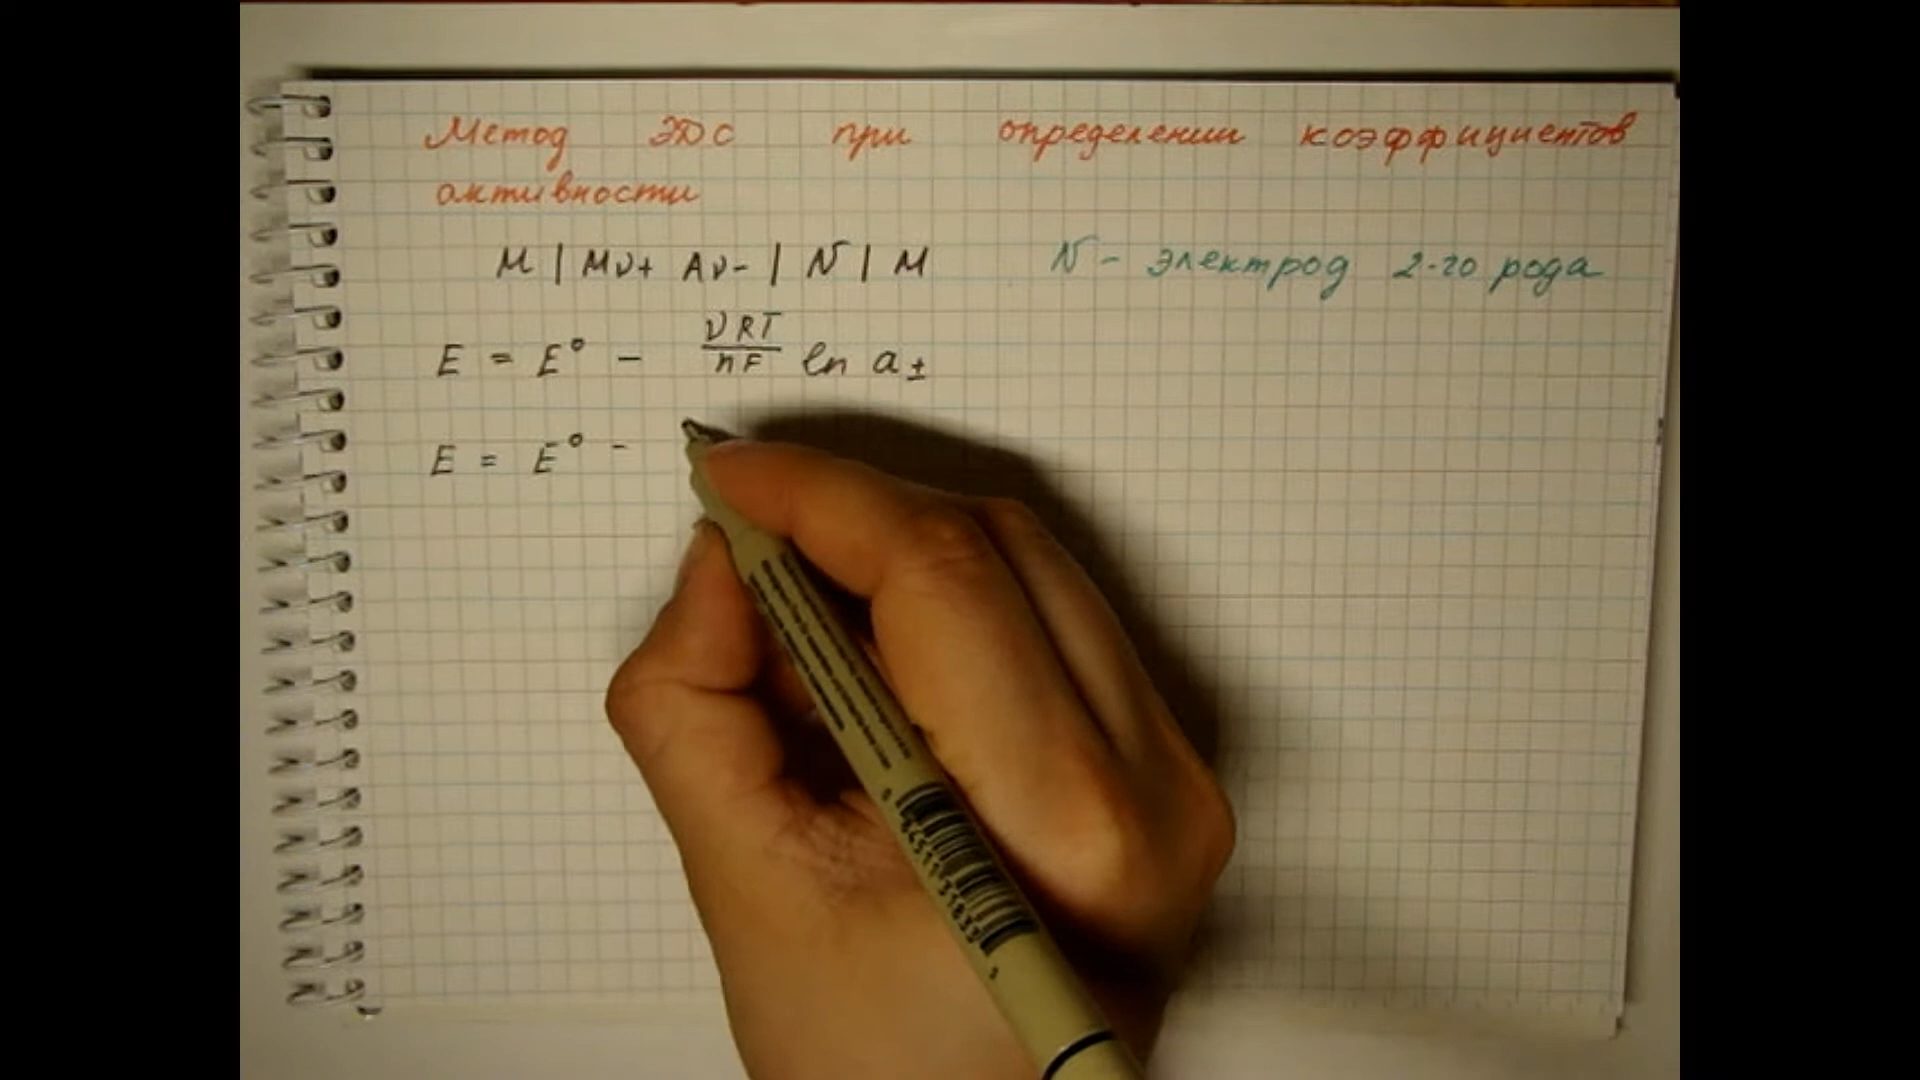 Метод ЭДС при определении коэффициентов
активности
M | Mν+ Aν- | N | M N - электрод 2-го рода
E = E° - νRT/nF ln a±
E = E° -